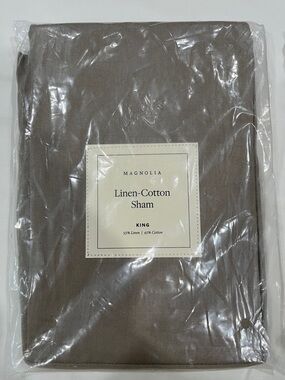 MAGNOLIA
Linen-Cotton
Sham
KING
55% Linen | 45% Cotton